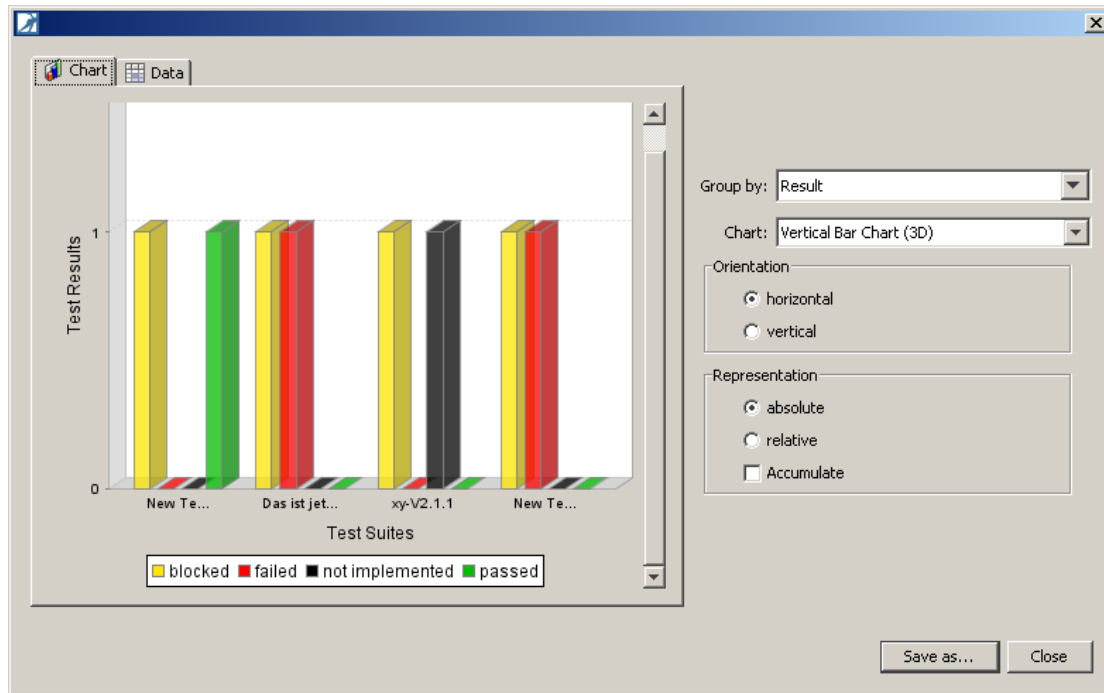 Chart Data
Test Results
1
0
New Te... Das ist jet... xy-V2.1.1 New Te...
Test Suites
blocked failed not implemented passed
Group by: Result
Chart: Vertical Bar Chart (3D)
Orientation
horizontal
vertical
Representation
absolute
relative
Accumulate
Save as... Close